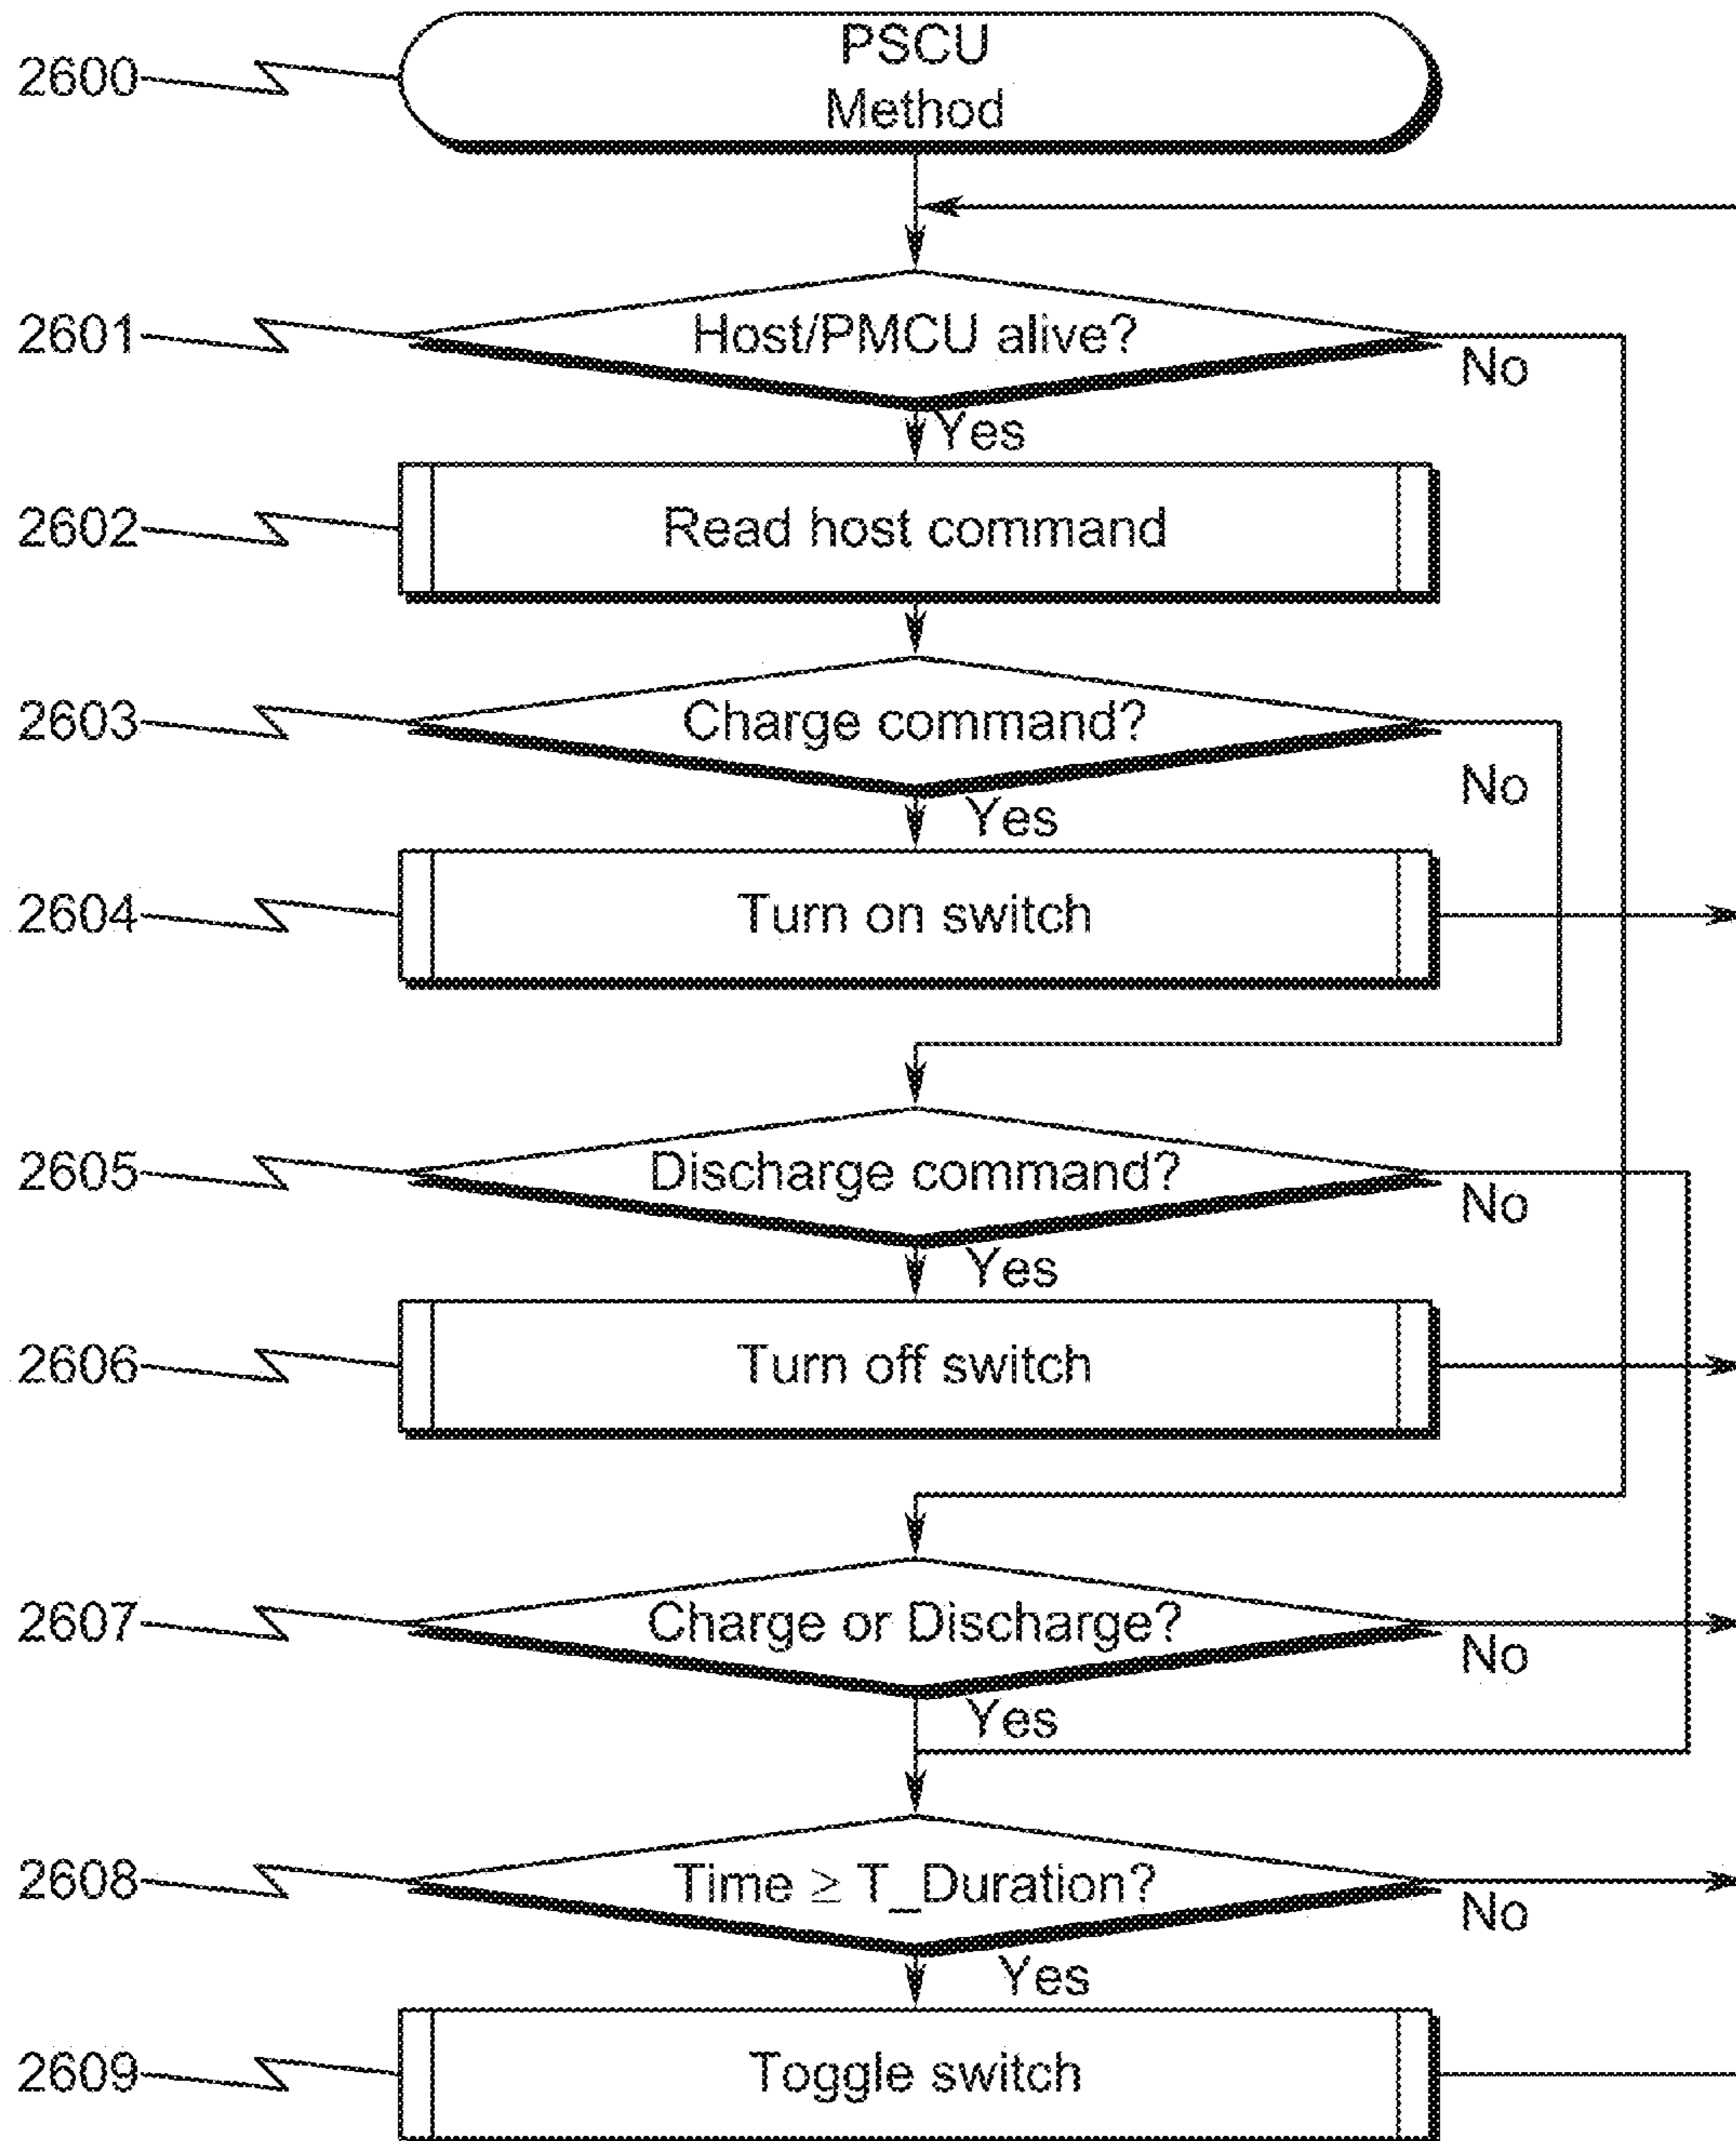 PSCU
2600
Method
2601
Host/PMCU alive?
No
Yes
2602
Read host command
2603
Charge command?
No
Yes
2604
Turn on switch
2605
Discharge command?
No
Yes
2606
Turn off switch
2607
Charge or Discharge?
No
Yes
2608
Time ≥ T_Duration?
No
Yes
2609
Toggle switch